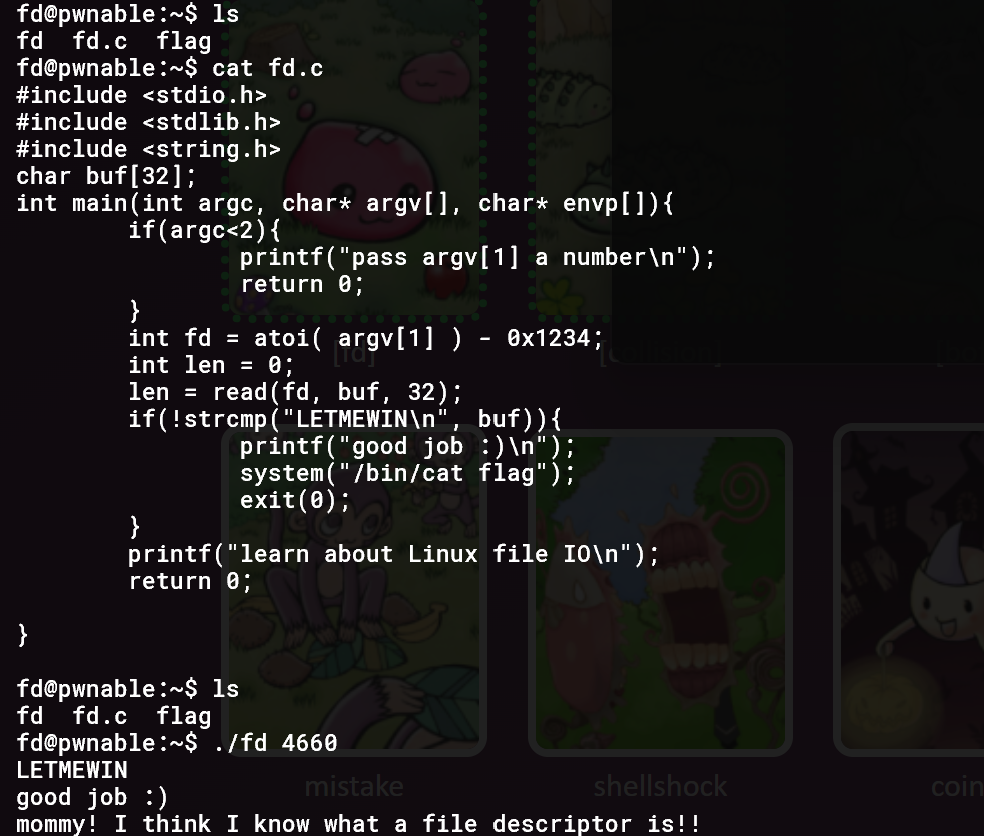 fd@pwnable:~$ ls
fd  fd.c  flag
fd@pwnable:~$ cat fd.c
#include <stdio.h>
#include <stdlib.h>
#include <string.h>
char buf[32];
int main(int argc, char* argv[], char* envp[]){
        if(argc<2){
                printf("pass argv[1] a number\n");
                return 0;
        }
        int fd = atoi( argv[1] ) - 0x1234;
        int len = 0;
        len = read(fd, buf, 32);
        if(!strcmp("LETMEWIN\n", buf)){
                printf("good job :)\n");
                system("/bin/cat flag");
                exit(0);
        }
        printf("learn about Linux file IO\n");
        return 0;
}
fd@pwnable:~$ ls
fd  fd.c  flag
fd@pwnable:~$ ./fd 4660
LETMEWIN
good job :)
mommy! I think I know what a file descriptor is!!
[fd]
mistake
shellshock
coin